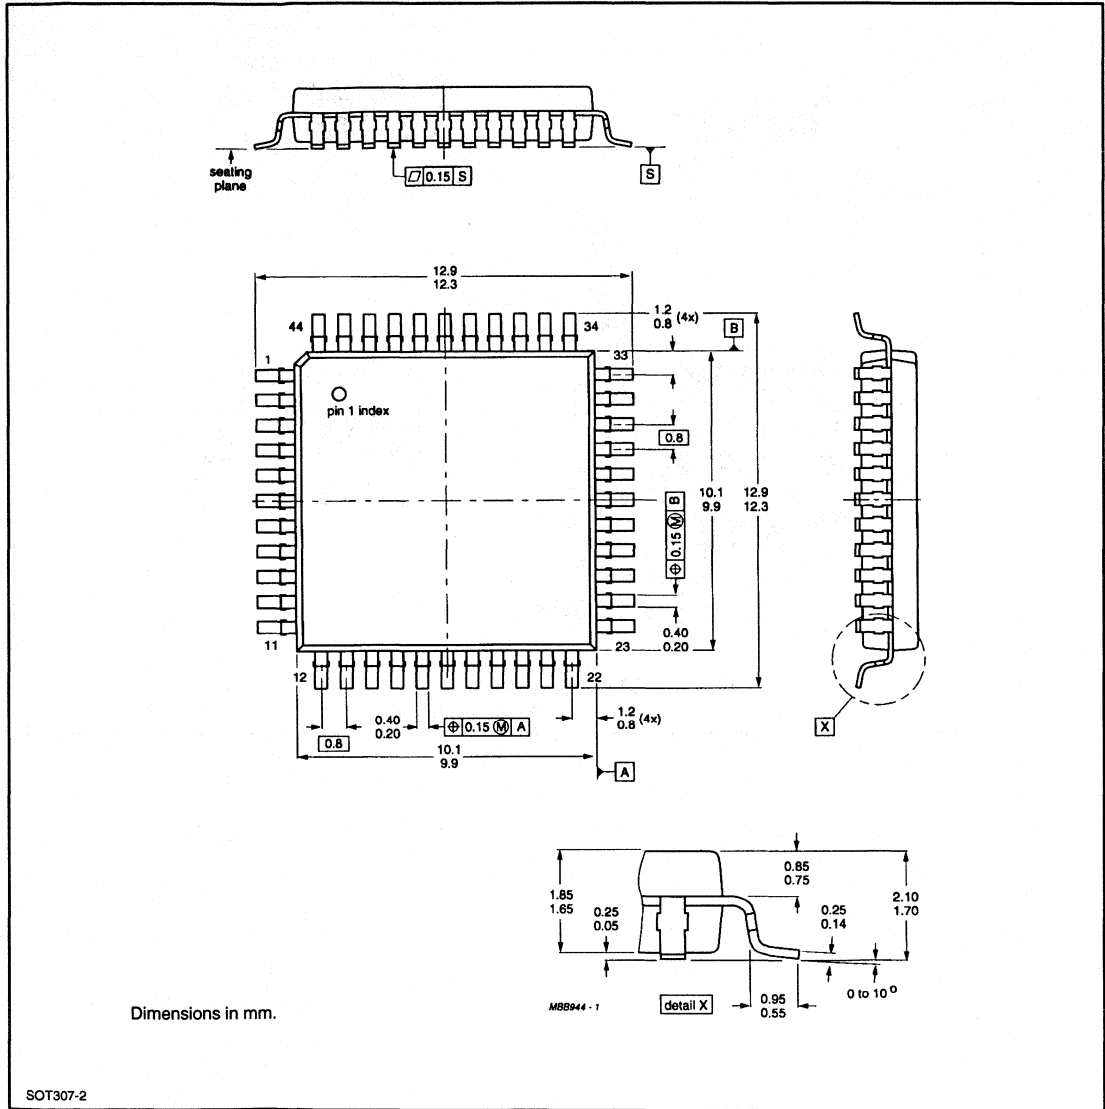 seating
plane
0.15 S
S
12.9
12.3
44
34
1.2
0.8 (4x)
B
1
33
pin 1 index
0.8
10.1
9.9
12.9
12.3
0.15 M B
0.40
0.20
11
23
12
22
0.8
0.40
0.20
0.15 M A
1.2
0.8 (4x)
10.1
9.9
A
X
1.85
1.65
0.25
0.05
0.85
0.75
0.25
0.14
2.10
1.70
0 to 10°
0.95
0.55
detail X
MBB944 - 1
Dimensions in mm.
SOT307-2